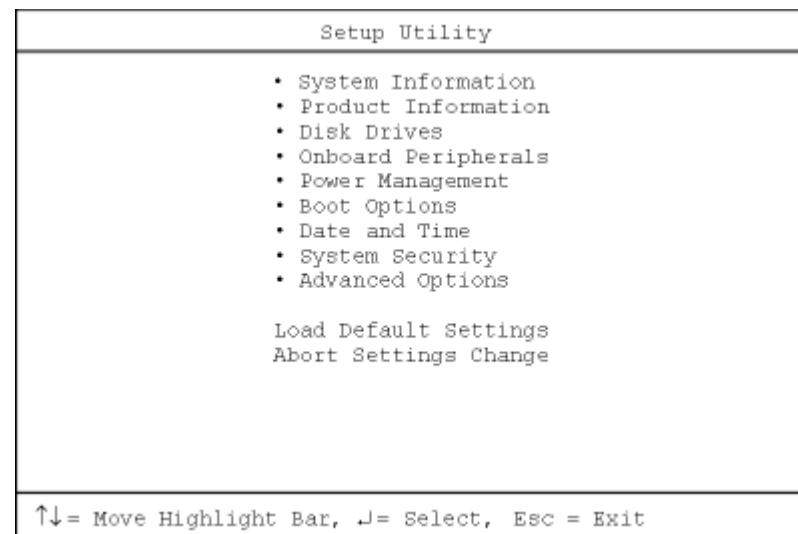 Setup Utility
• System Information
• Product Information
• Disk Drives
• Onboard Peripherals
• Power Management
• Boot Options
• Date and Time
• System Security
• Advanced Options
Load Default Settings
Abort Settings Change
↑↓= Move Highlight Bar, ↵= Select, Esc = Exit